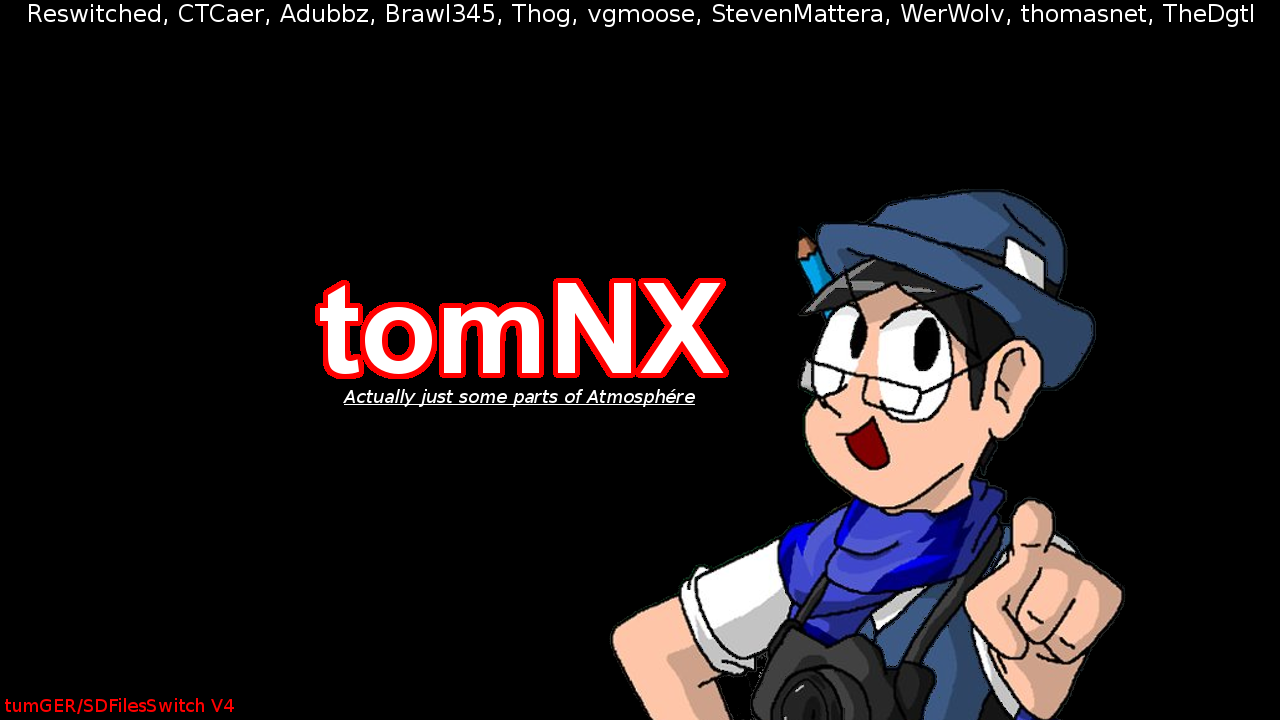 Reswitched, CTCaer, Adubbz, Brawl345, Thog, vgmoose, StevenMattera, WerWolv, thomasnet, TheDgtl
tomNX
Actually just some parts of Atmosphére
tumGER/SDFilesSwitch V4